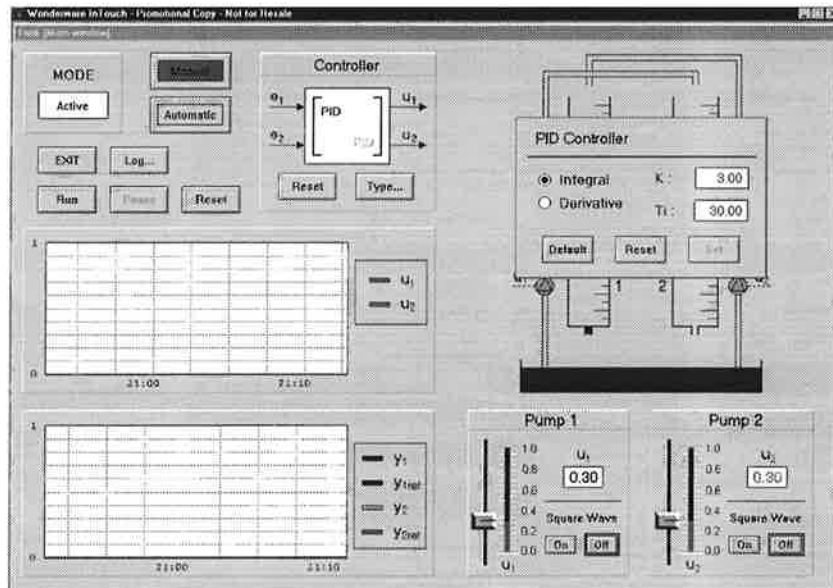 Wonderware InTouch - Promotional Copy - Not for Resale
MODE
Active
Manual
Automatic
EXIT
Log...
Run
Pause
Reset
Controller
e1
e2
PID
u1
u2
Reset
Type...
PID Controller
Integral
Derivative
K :
3.00
Ti :
30.00
Default
Reset
Set
1
2
1
0
21:00
21:10
u1
u2
1
0
21:00
21:10
y1
y1ref
y2
y2ref
Pump 1
1.0
0.8
0.6
0.4
0.2
0.0
u1
u1
0.30
Square Wave
On
Off
Pump 2
1.0
0.8
0.6
0.4
0.2
0.0
u2
u2
0.30
Square Wave
On
Off